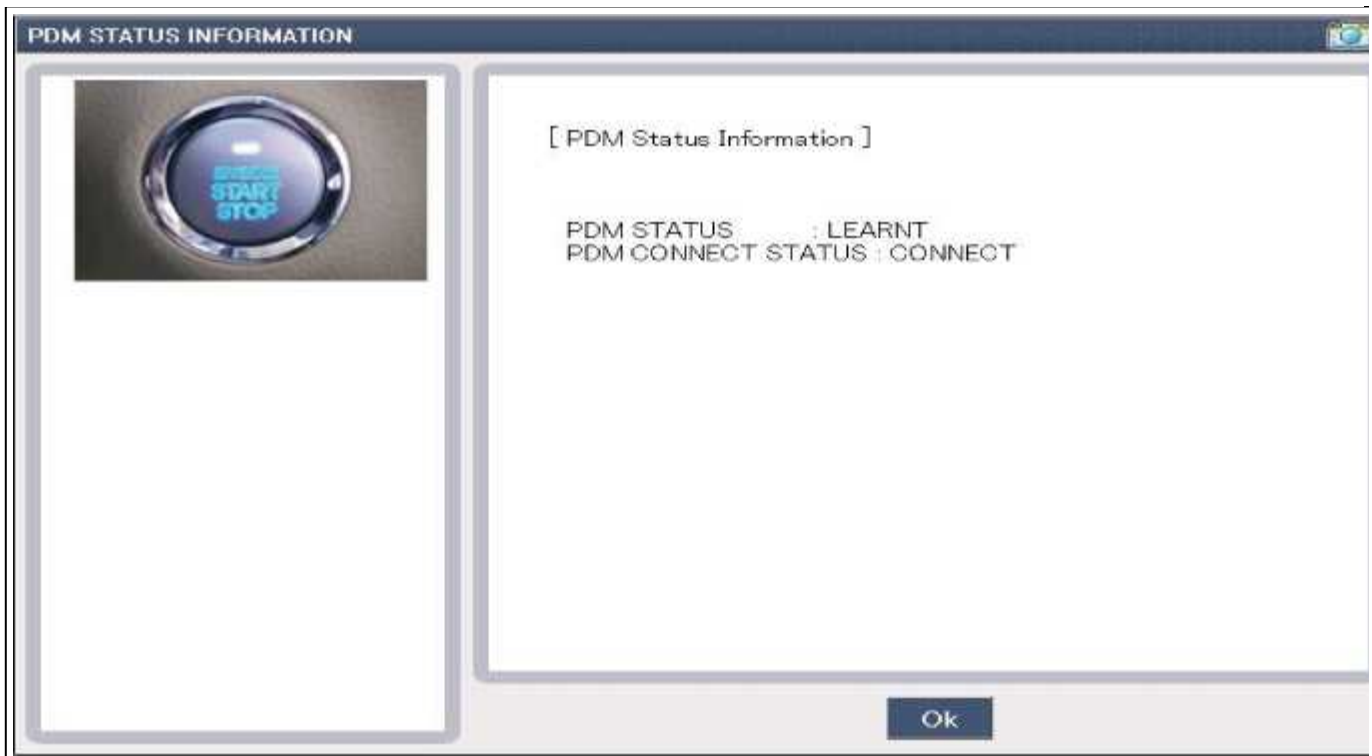 PDM STATUS INFORMATION
START
STOP
[ PDM Status Information ]
PDM STATUS : LEARNT
PDM CONNECT STATUS : CONNECT
Ok